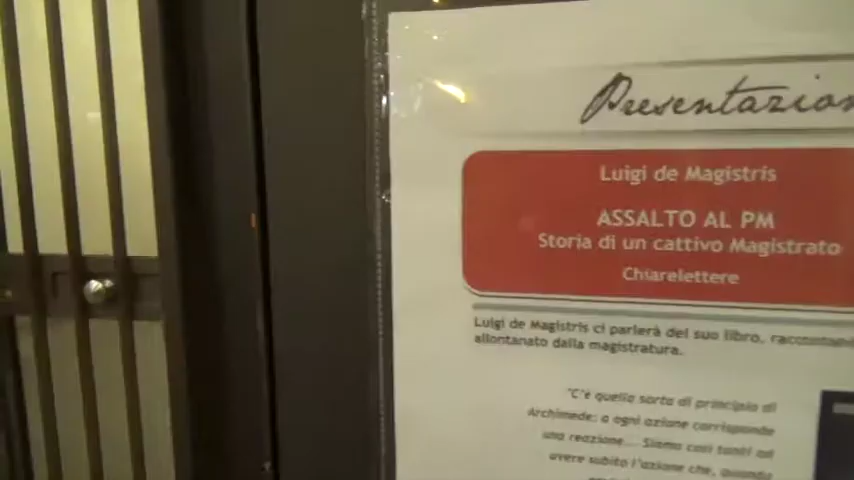 Presentazion
Luigi de Magistris
ASSALTO AL PM
Storia di un cattivo Magistrato
Chiarelettere
Luigi de Magistris ci parlerà del suo libro, raccontand
allontanato dalla magistratura.
"C'è quella sorta di principio di
Archimede: a ogni azione corrisponde
una reazione... Siamo così tanti ad
avere subito l'azione che, quando